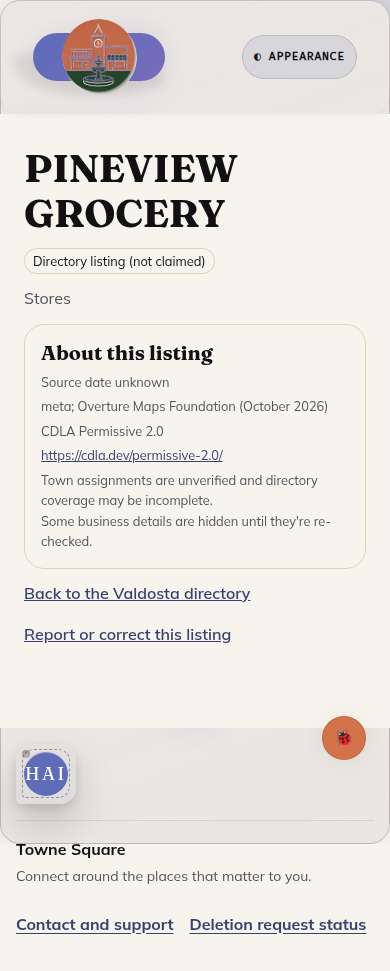 APPEARANCE
PINEVIEW
GROCERY
Directory listing (not claimed)
Stores
About this listing
Source date unknown
meta; Overture Maps Foundation (October 2026)
CDLA Permissive 2.0
https://cdla.dev/permissive-2.0/
Town assignments are unverified and directory
coverage may be incomplete.
Some business details are hidden until they're re-
checked.
Back to the Valdosta directory
Report or correct this listing
HAI
Towne Square
Connect around the places that matter to you.
Contact and support Deletion request status